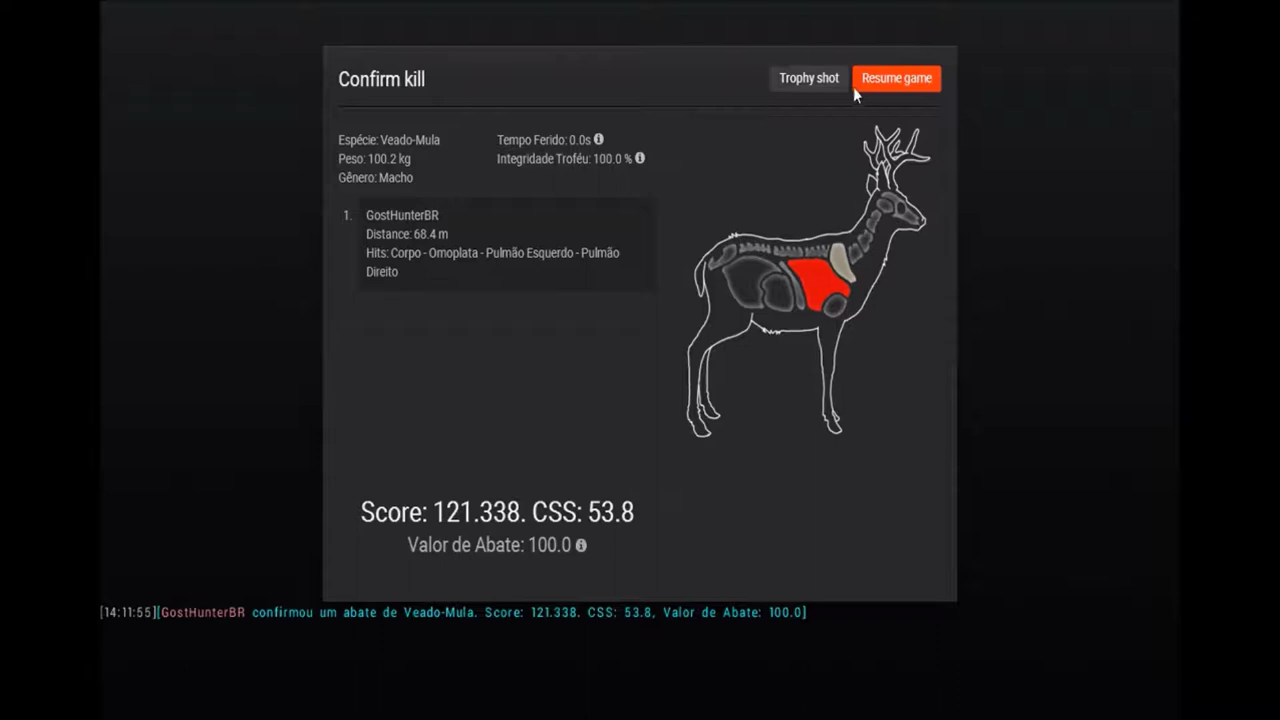 Confirm kill
Trophy shot
Resume game
Espécie: Veado-Mula
Peso: 100.2 kg
Gênero: Macho
Tempo Ferido: 0.0s
Integridade Troféu: 100.0 %
1. GostHunterBR
Distance: 68.4 m
Hits: Corpo - Omoplata - Pulmão Esquerdo - Pulmão
Direito
Score: 121.338. CSS: 53.8
Valor de Abate: 100.0
[14:11:55][GostHunterBR confirmou um abate de Veado-Mula. Score: 121.338. CSS: 53.8, Valor de Abate: 100.0]